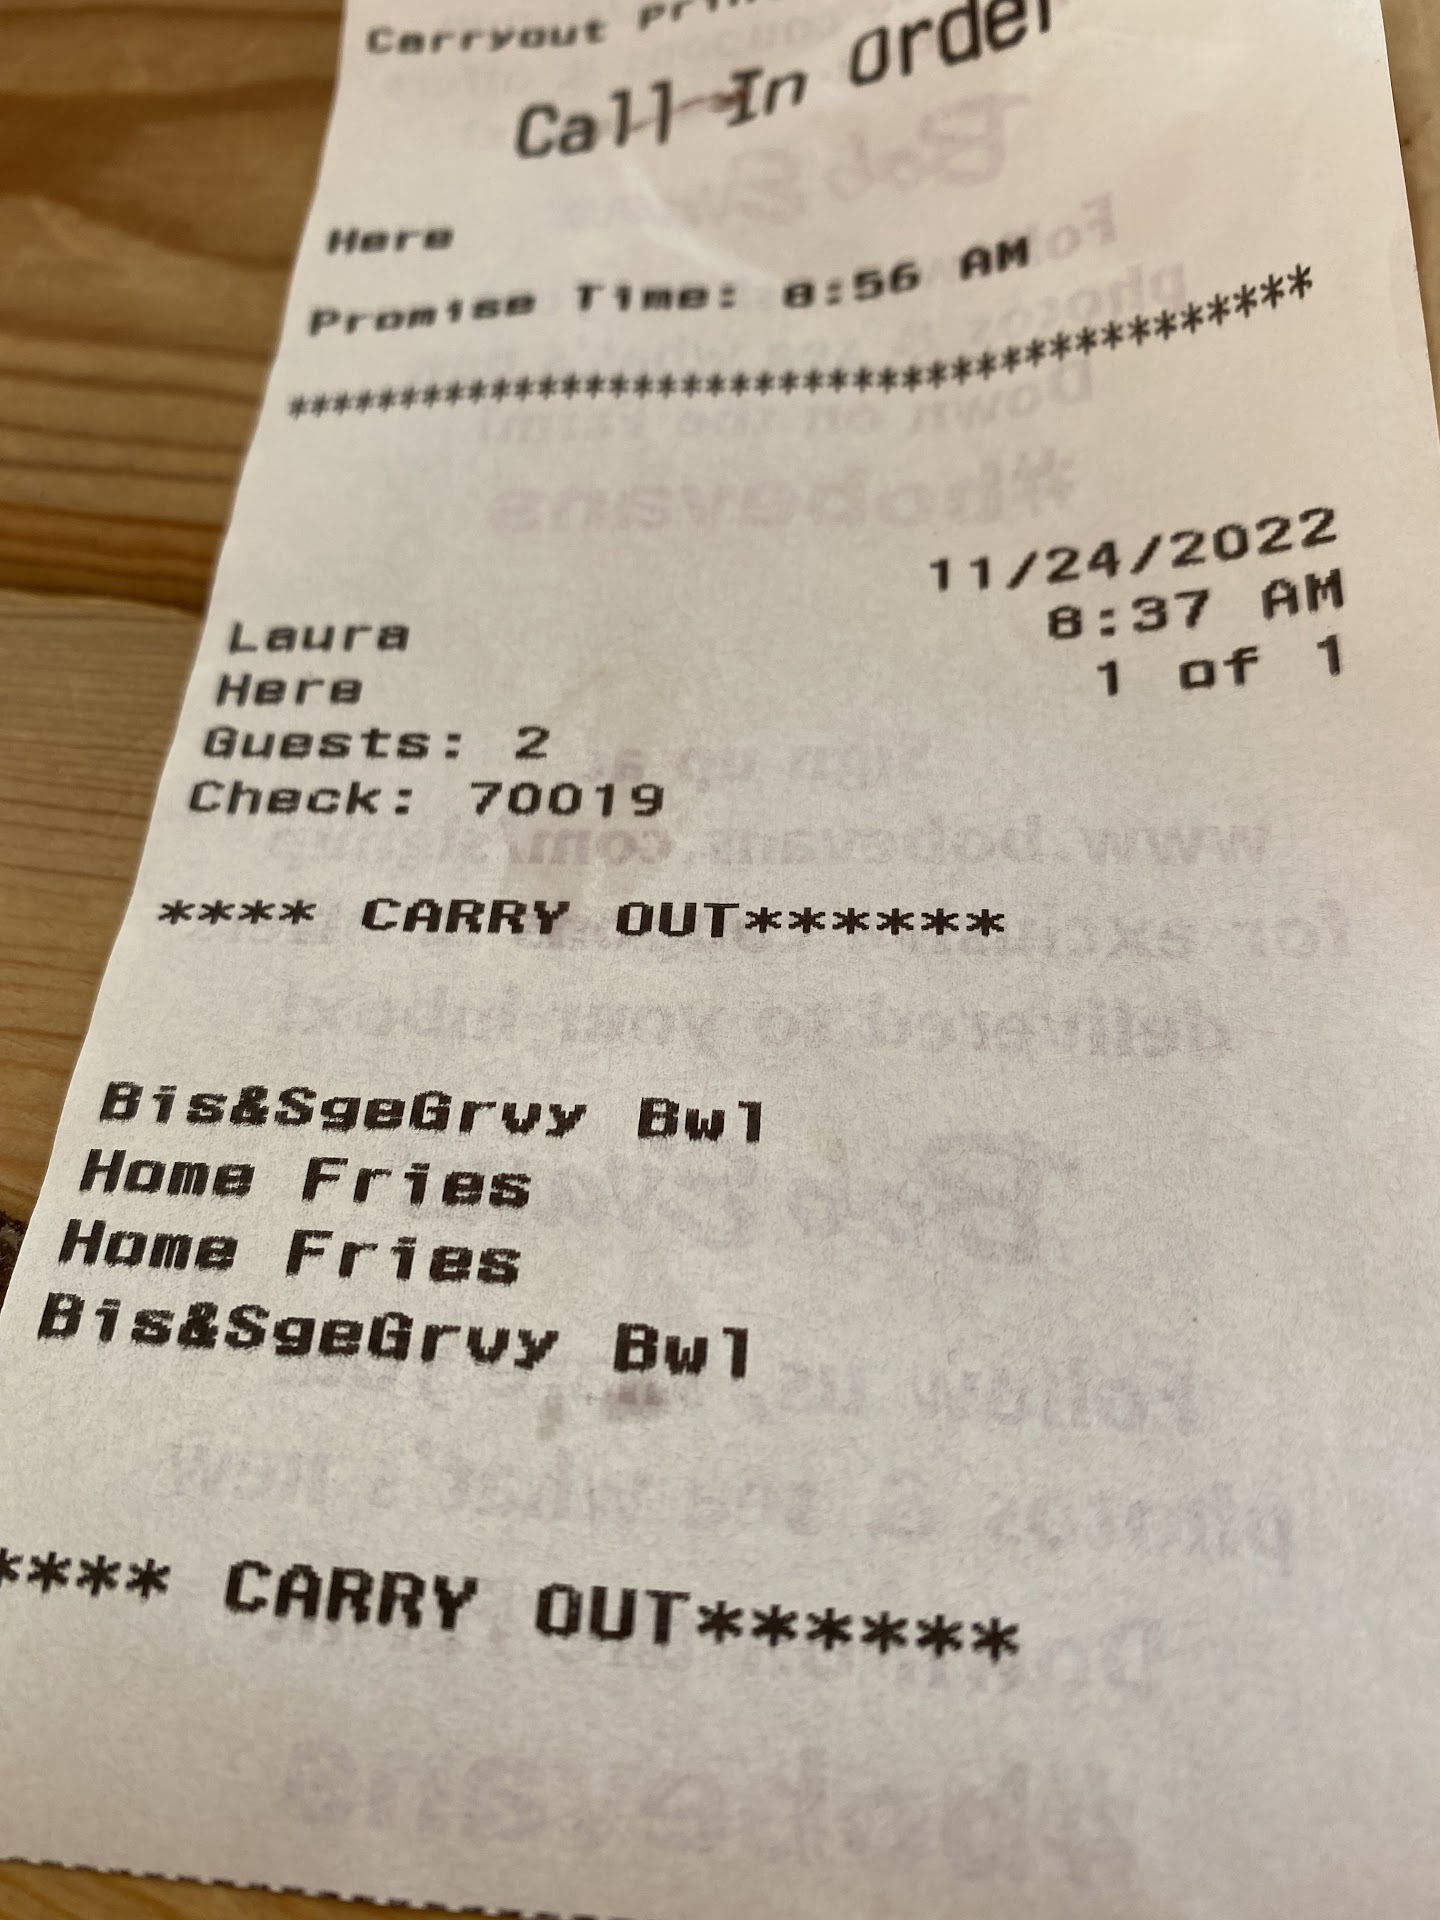 Carryout
Call In Order
Here
Promise Time: 8:56 AM
********************************************
11/24/2022
Laura 8:37 AM
Here 1 of 1
Guests: 2
Check: 70019
**** CARRY OUT******
Bis&SgeGrvy Bwl
Home Fries
Home Fries
Bis&SgeGrvy Bwl
**** CARRY OUT******